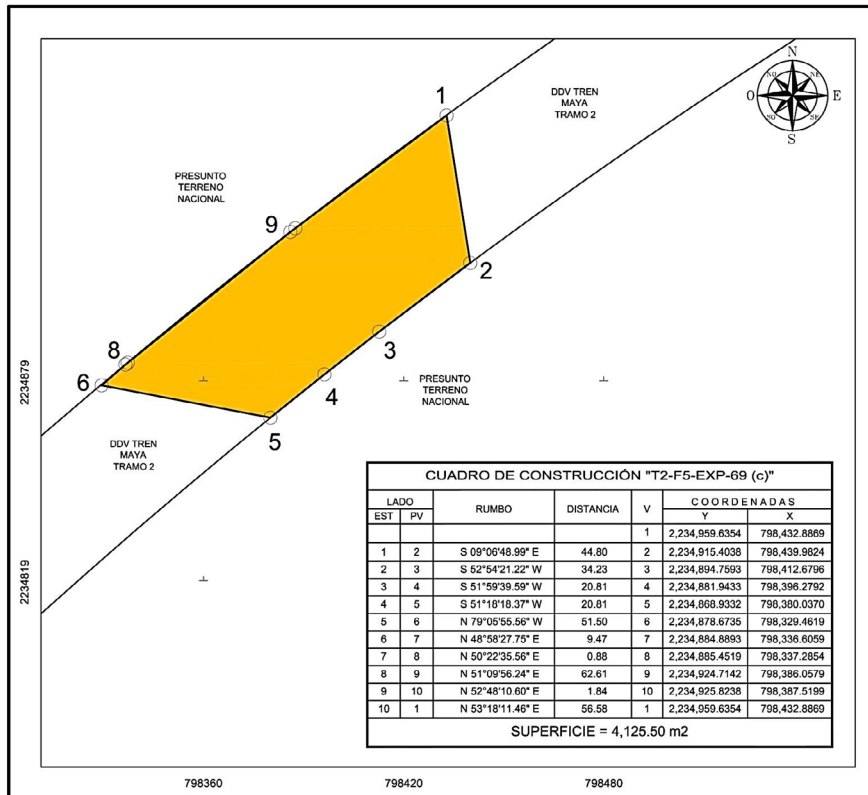 N
NO NE
O E
SO SE
S
DDV TREN
MAYA
TRAMO 2
1
PRESUNTO
TERRENO
NACIONAL
9
2
3
8
6
4
PRESUNTO
TERRENO
NACIONAL
5
DDV TREN
MAYA
TRAMO 2
2234879
2234819
CUADRO DE CONSTRUCCIÓN "T2-F5-EXP-69 (c)"
LADO RUMBO DISTANCIA V COORDENADAS
EST PV Y X
1 2,234,959.6354 798,432.8869
1 2 S 09°06'48.99" E 44.80 2 2,234,915.4038 798,439.9824
2 3 S 52°54'21.22" W 34.23 3 2,234,894.7593 798,412.6796
3 4 S 51°59'39.59" W 20.81 4 2,234,881.9433 798,396.2792
4 5 S 51°18'18.37" W 20.81 5 2,234,868.9332 798,380.0370
5 6 N 79°05'55.56" W 51.50 6 2,234,878.6735 798,329.4619
6 7 N 48°58'27.75" E 9.47 7 2,234,884.8893 798,336.6059
7 8 N 50°22'35.56" E 0.88 8 2,234,885.4519 798,337.2854
8 9 N 51°09'56.24" E 62.61 9 2,234,924.7142 798,386.0579
9 10 N 52°48'10.60" E 1.84 10 2,234,925.8238 798,387.5199
10 1 N 53°18'11.46" E 56.58 1 2,234,959.6354 798,432.8869
SUPERFICIE = 4,125.50 m2
798360 798420 798480